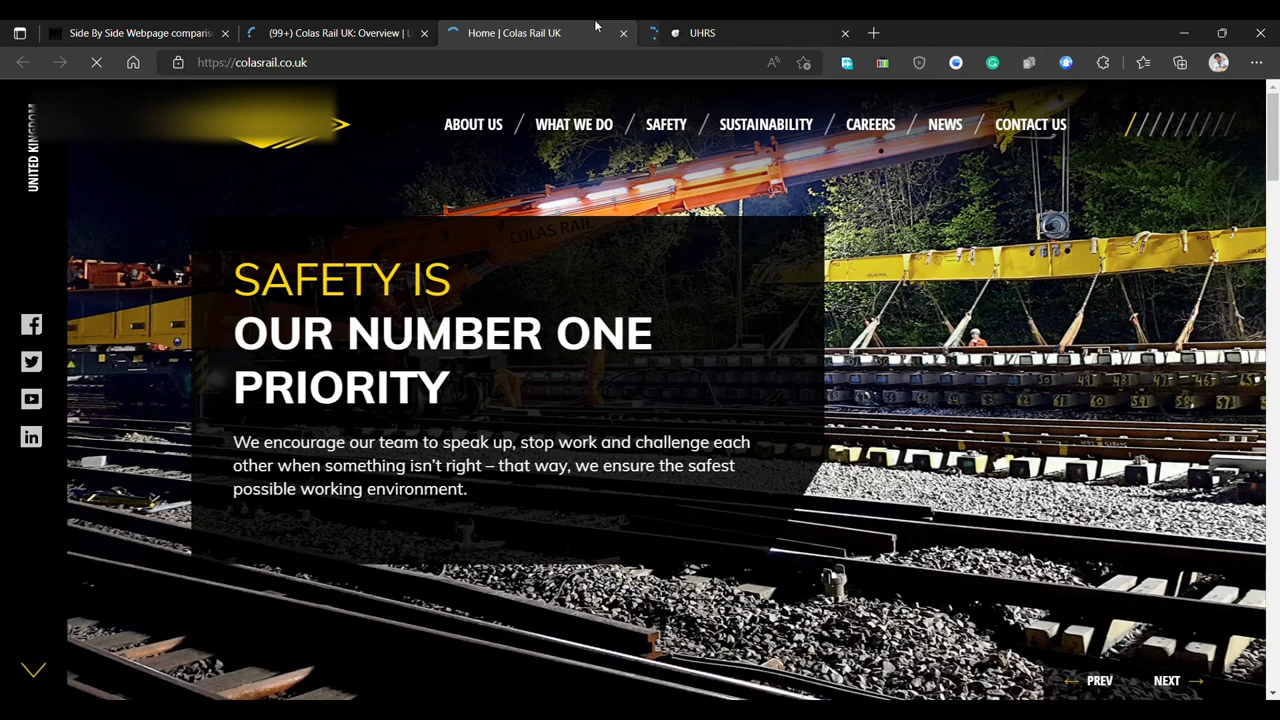 Side By Side Webpage comparis
(99+) Colas Rail UK: Overview | L
Home | Colas Rail UK
UHRS
https://colasrail.co.uk
UNITED KINGDOM
ABOUT US
WHAT WE DO
SAFETY
SUSTAINABILITY
CAREERS
NEWS
CONTACT US
COLAS RAIL
SAFETY IS
OUR NUMBER ONE
PRIORITY
We encourage our team to speak up, stop work and challenge each
other when something isn't right – that way, we ensure the safest
possible working environment.
PREV
NEXT